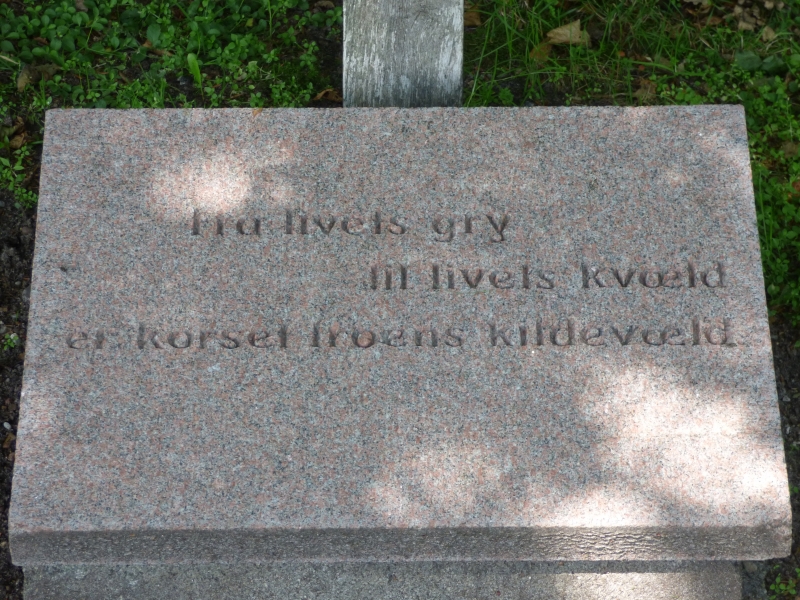 Fra livets gry
til livets kvæld
er korset troens kildevæld